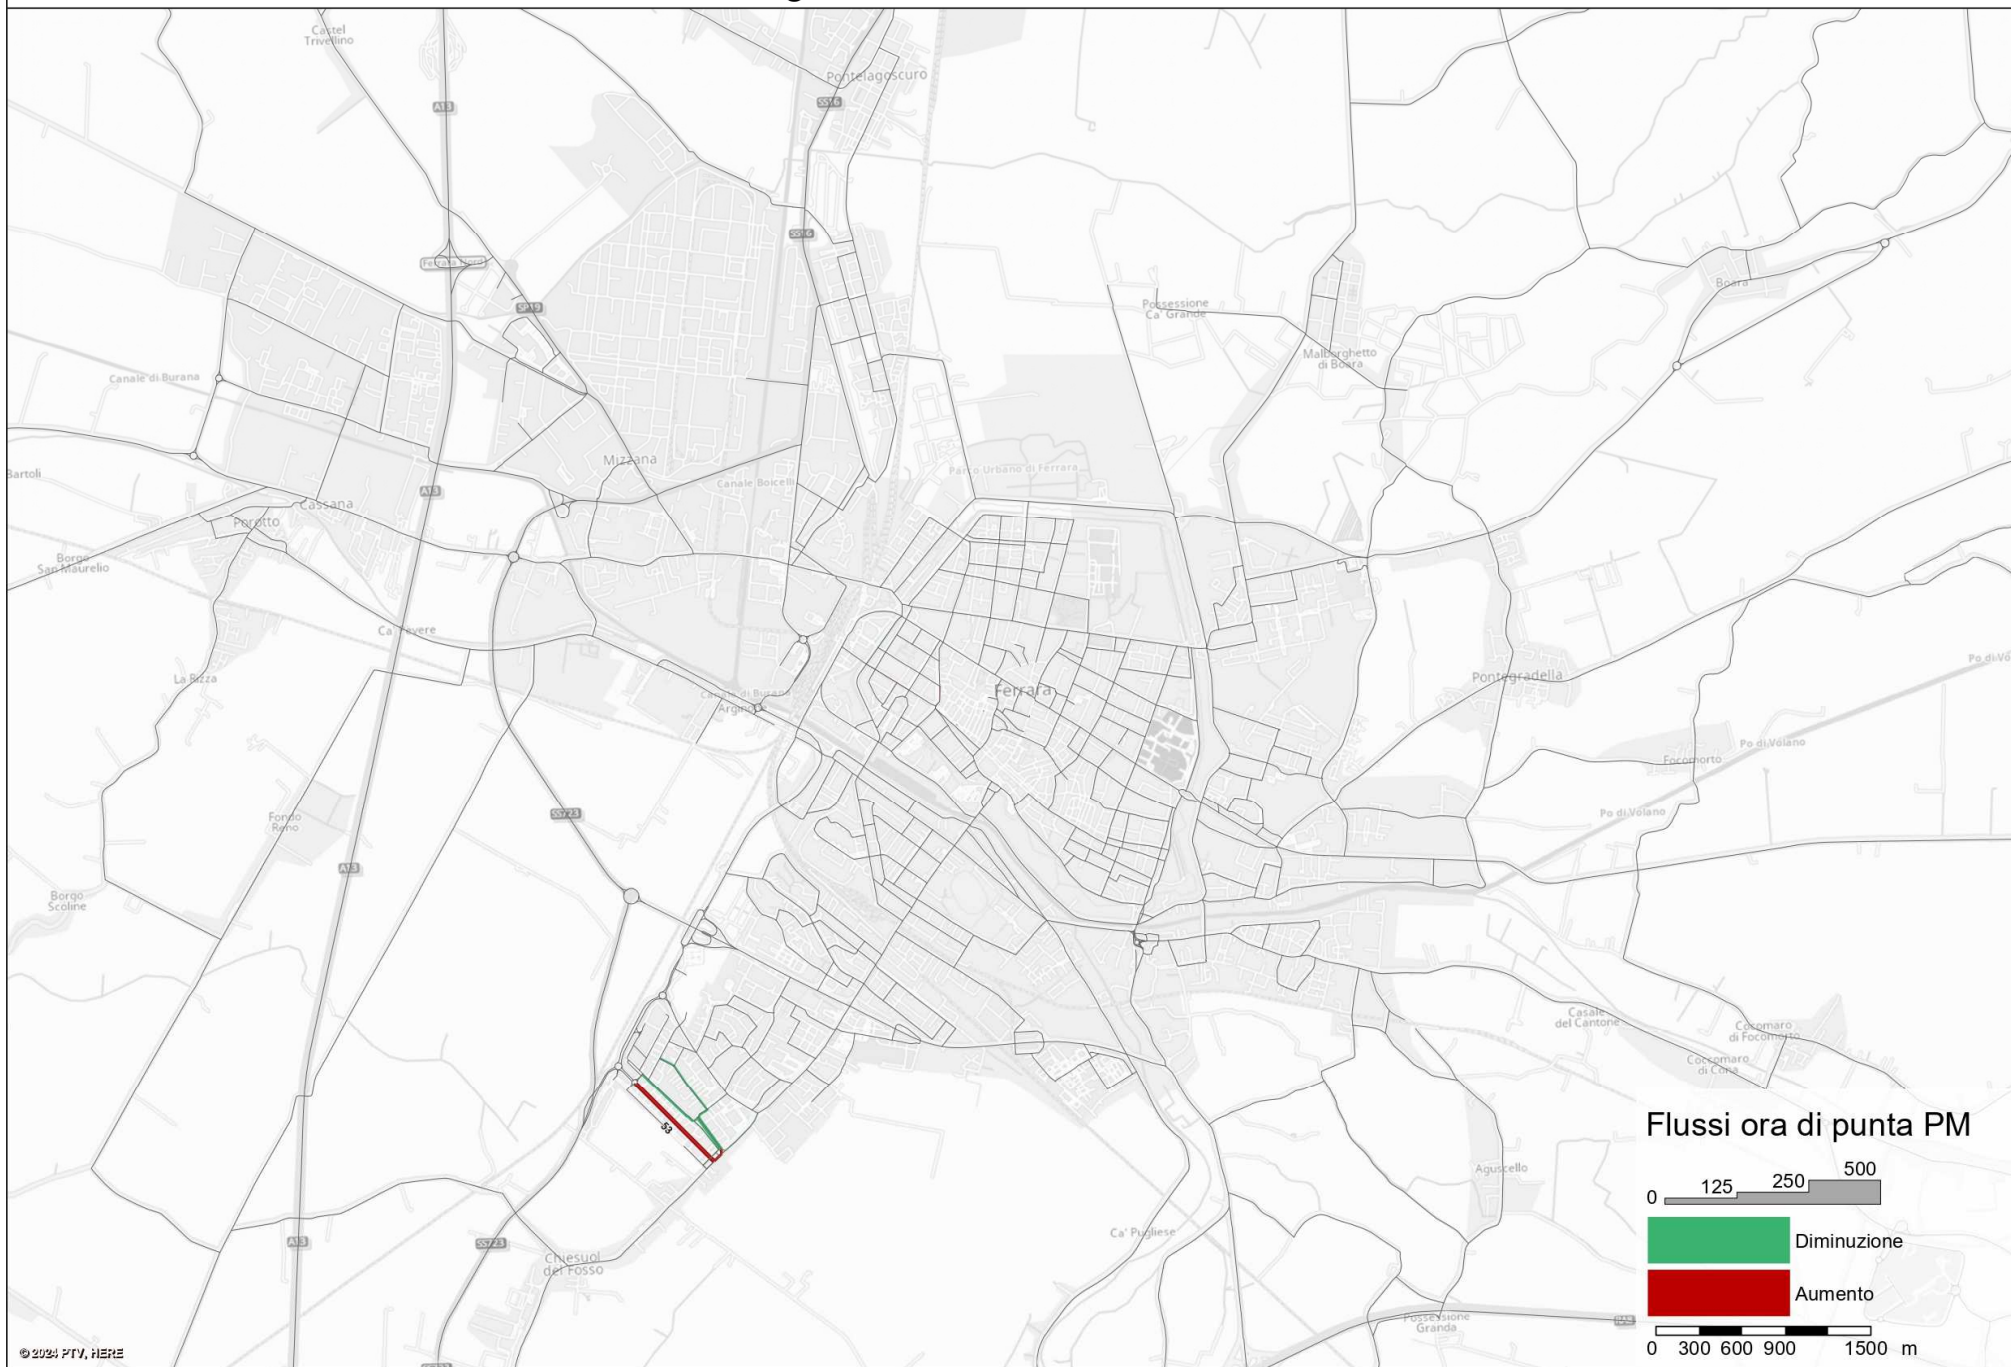 Castel
Trivellino
Pontelagoscuro
A13
SS16
SS16
Ferrara Nord
SP19
Boara
Possessione
Ca' Grande
Malborghetto
di Boara
Canale di Burana
Mizzana
Parco Urbano di Ferrara
Bartoli
Canale Boicelli
A13
Cassana
Porotto
Borgo
San Maurelio
Ca' Tavere
La Rizza
Canale di Burana
Arginone
Ferrara
Pontegradella
Po di Vo
Po di Volano
Focomorto
Fondo
Reno
SS723
Po di Volano
A13
Borgo
Scoline
Casale
del Cantone
Cocomaro
di Focomorto
Coccomaro
di Cona
53
Aguscello
Ca' Pugliese
A13
SS723
Chiesuol
del Fosso
Possessione
Granda
Flussi ora di punta PM
0 125 250 500
Diminuzione
Aumento
0 300 600 900 1500 m
© 2024 PTV, HERE